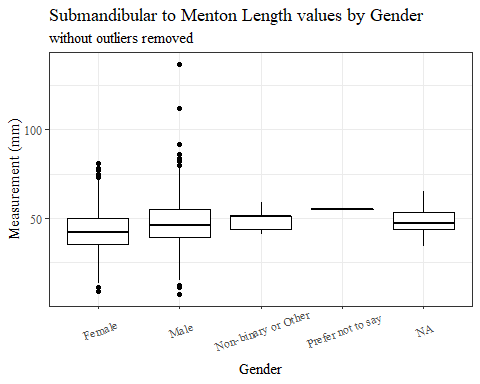 Submandibular to Menton Length values by Gender
without outliers removed
Measurement (mm)
100
50
Female
Male
Non-binary or Other
Prefer not to say
NA
Gender